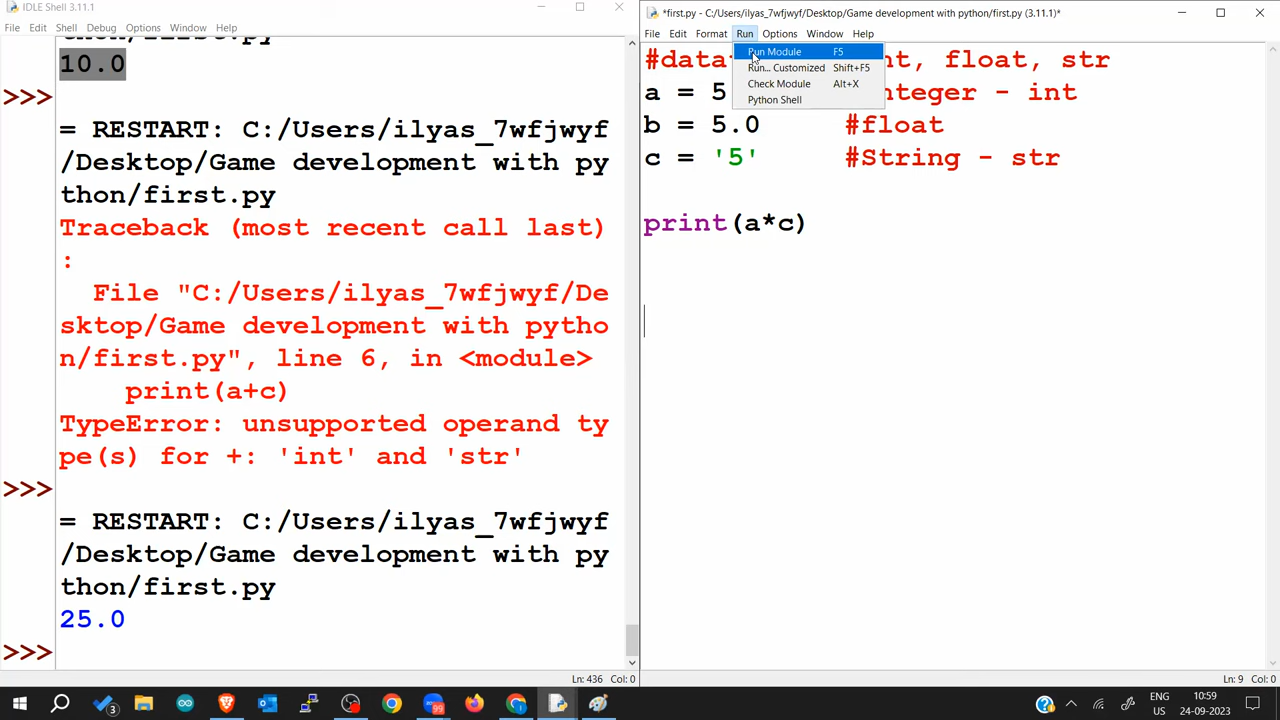 IDLE Shell 3.11.1
File Edit Shell Debug Options Window Help
10.0
>>>
= RESTART: C:/Users/ilyas_7wfjwyf
/Desktop/Game development with py
thon/first.py
Traceback (most recent call last)
:
File "C:/Users/ilyas_7wfjwyf/De
sktop/Game development with pytho
n/first.py", line 6, in <module>
print(a+c)
TypeError: unsupported operand ty
pe(s) for +: 'int' and 'str'
>>>
= RESTART: C:/Users/ilyas_7wfjwyf
/Desktop/Game development with py
thon/first.py
25.0
>>>
Ln: 436 Col: 0
*first.py - C:/Users/ilyas_7wfjwyf/Desktop/Game development with python/first.py (3.11.1)*
File Edit Format Run Options Window Help
Run Module F5
Run... Customized Shift+F5
Check Module Alt+X
Python Shell
#data nt, float, str
a = 5 nteger - int
b = 5.0 #float
c = '5' #String - str
print(a*c)
Ln: 9 Col: 0
3
99
ENG
US
10:59
24-09-2023